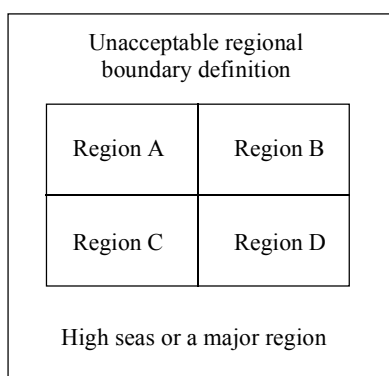 Unacceptable regional
boundary definition
Region A
Region B
Region C
Region D
High seas or a major region